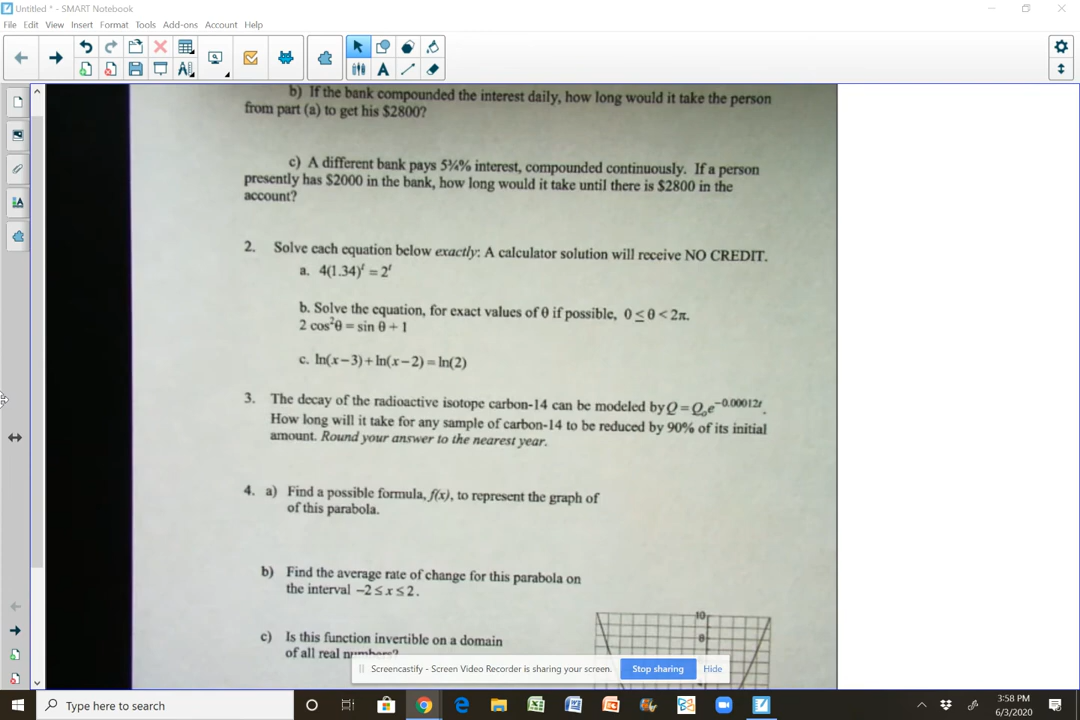 Untitled * - SMART Notebook
File Edit View Insert Format Tools Add-ons Account Help
b) If the bank compounded the interest daily, how long would it take the person
from part (a) to get his $2800?
c) A different bank pays 5¾% interest, compounded continuously. If a person
presently has $2000 in the bank, how long would it take until there is $2800 in the
account?
2. Solve each equation below exactly: A calculator solution will receive NO CREDIT.
a. 4(1.34)^t = 2^t
b. Solve the equation, for exact values of θ if possible, 0 ≤ θ < 2π.
2 cos²θ = sin θ + 1
c. ln(x−3)+ln(x−2)=ln(2)
3. The decay of the radioactive isotope carbon-14 can be modeled by Q = Q₀e^−0.00012t.
How long will it take for any sample of carbon-14 to be reduced by 90% of its initial
amount. Round your answer to the nearest year.
4. a) Find a possible formula, f(x), to represent the graph of
of this parabola.
b) Find the average rate of change for this parabola on
the interval −2 ≤ x ≤ 2.
c) Is this function invertible on a domain
of all real numbers?
10
8
Screencastify - Screen Video Recorder is sharing your screen. Stop sharing Hide
Type here to search
3:58 PM
6/3/2020